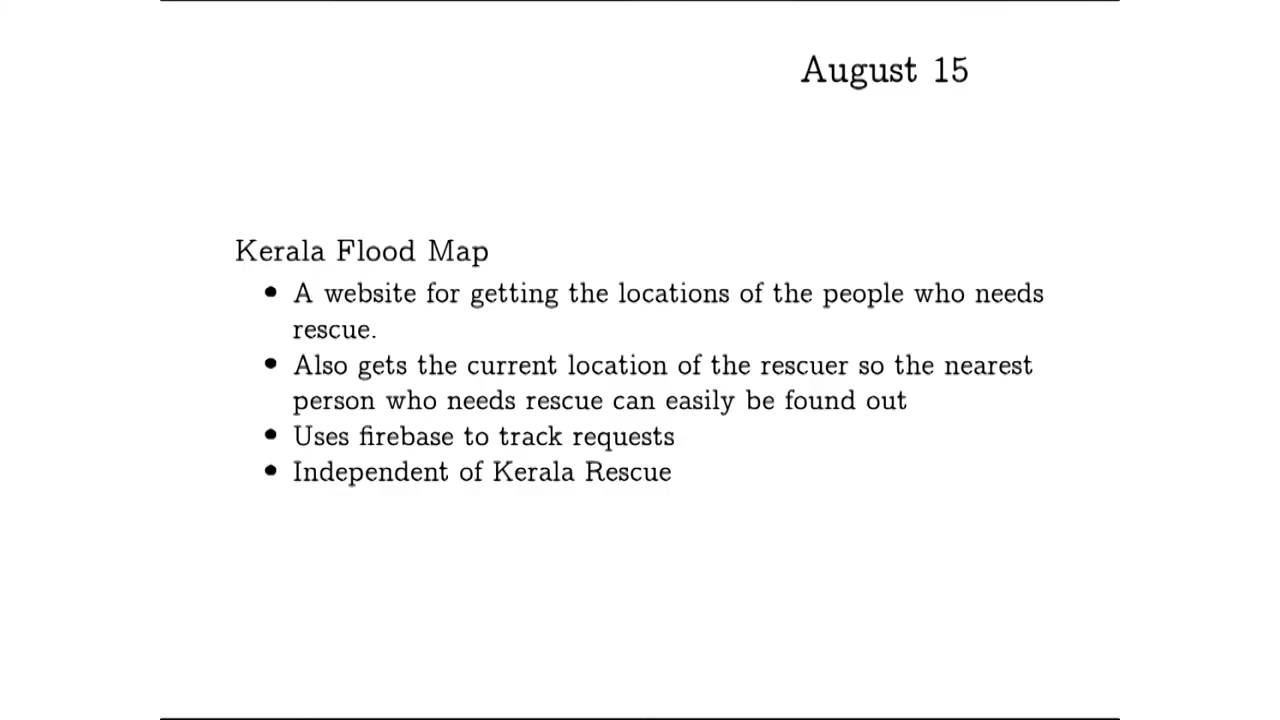 August 15
Kerala Flood Map
• A website for getting the locations of the people who needs
rescue.
• Also gets the current location of the rescuer so the nearest
person who needs rescue can easily be found out
• Uses firebase to track requests
• Independent of Kerala Rescue